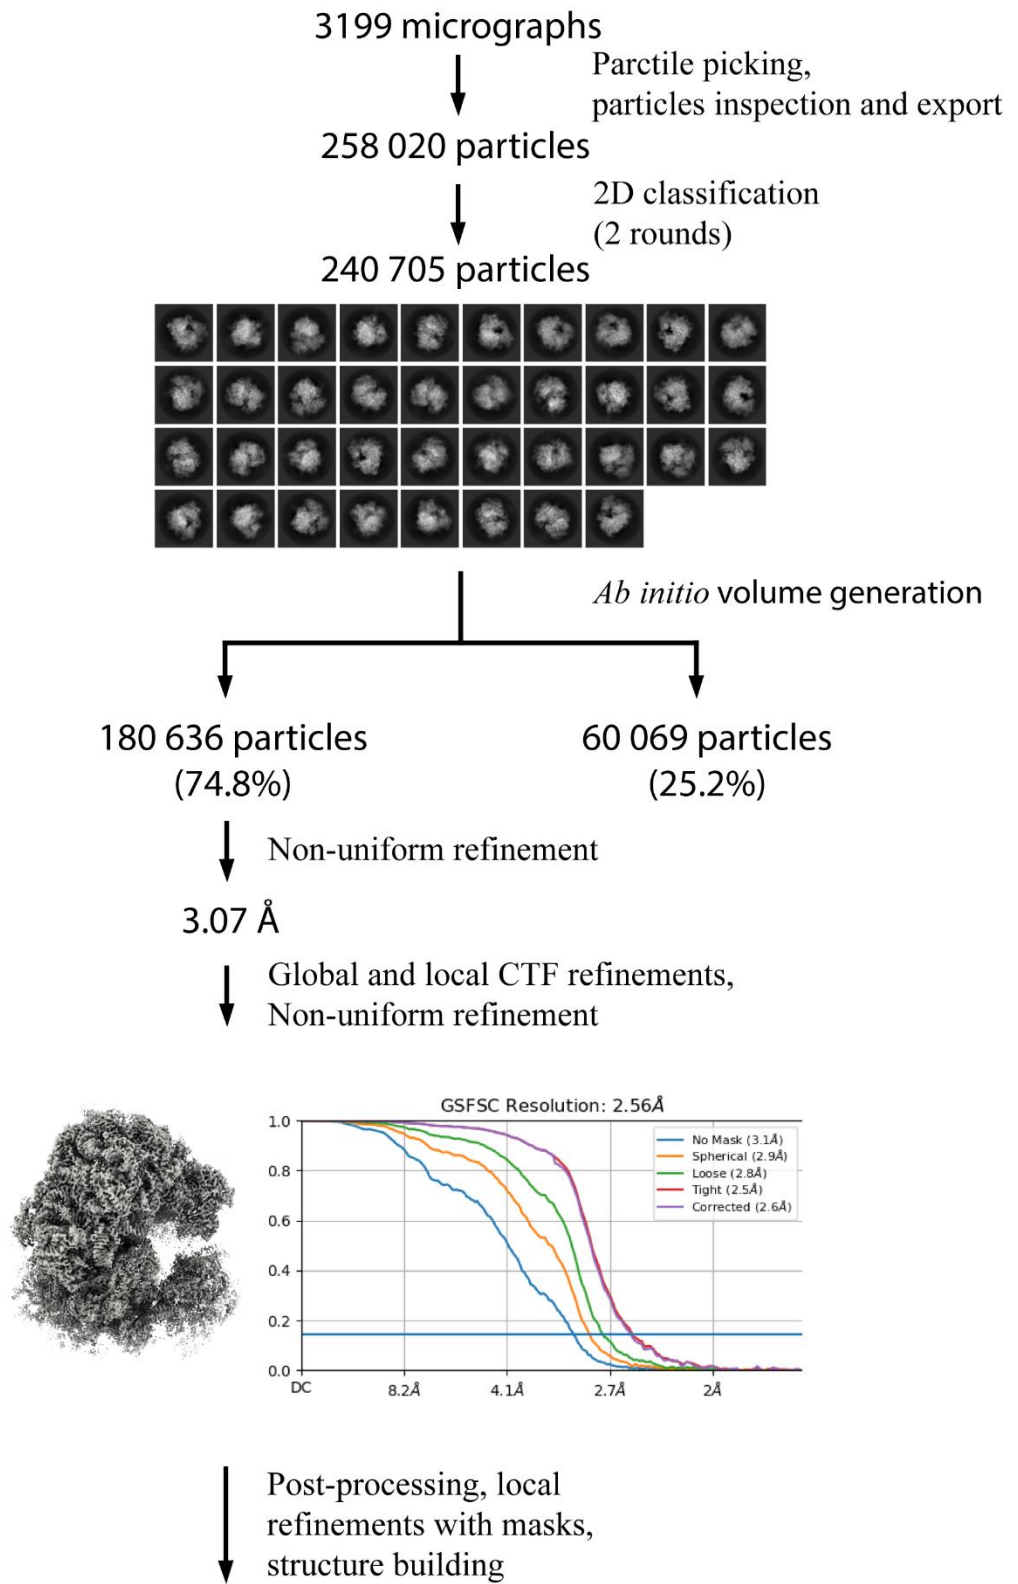 3199 micrographs
Parctile picking,
particles inspection and export
258 020 particles
2D classification
(2 rounds)
240 705 particles
Ab initio volume generation
180 636 particles
(74.8%)
60 069 particles
(25.2%)
Non-uniform refinement
3.07 Å
Global and local CTF refinements,
Non-uniform refinement
GSFSC Resolution: 2.56Å
1.0
0.8
0.6
0.4
0.2
0.0
No Mask (3.1Å)
Spherical (2.9Å)
Loose (2.8Å)
Tight (2.5Å)
Corrected (2.6Å)
DC
8.2Å
4.1Å
2.7Å
2Å
Post-processing, local
refinements with masks,
structure building